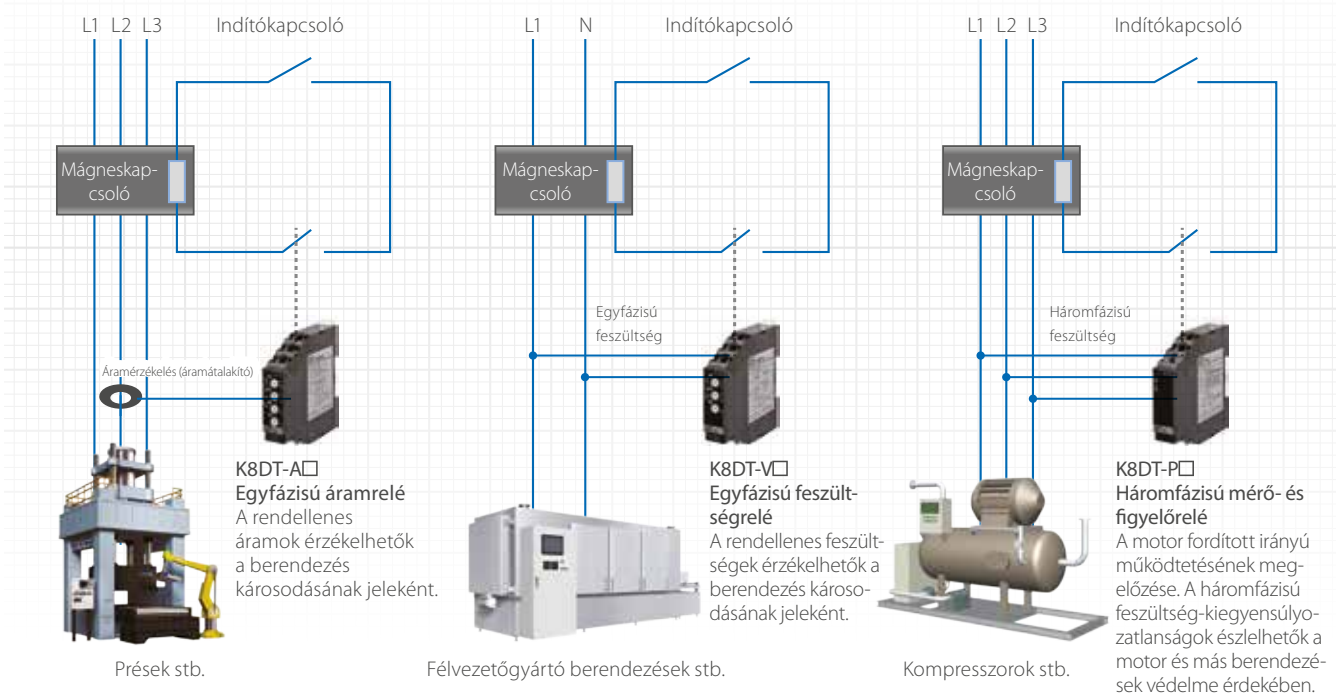 L1 L2 L3 Indítókapcsoló
Mágneskap-
csoló
Áramérzékelés (áramátalakító)
K8DT-A□
Egyfázisú áramrelé
A rendellenes
áramok érzékelhetők
a berendezés
károsodásának jeleként.
Prések stb.
L1 N Indítókapcsoló
Mágneskap-
csoló
Egyfázisú
feszültség
K8DT-V□
Egyfázisú feszült-
ségrelé
A rendellenes feszült-
ségek érzékelhetők a
berendezés károso-
dásának jeleként.
Félvezetőgyártó berendezések stb.
L1 L2 L3 Indítókapcsoló
Mágneskap-
csoló
Háromfázisú
feszültség
K8DT-P□
Háromfázisú mérő- és
figyelőrelé
A motor fordított irányú
működtetésének meg-
előzése. A háromfázisú
feszültség-kiegyensúlyo-
zatlanságok észlelhetők a
motor és más berendezé-
sek védelme érdekében.
Kompresszorok stb.